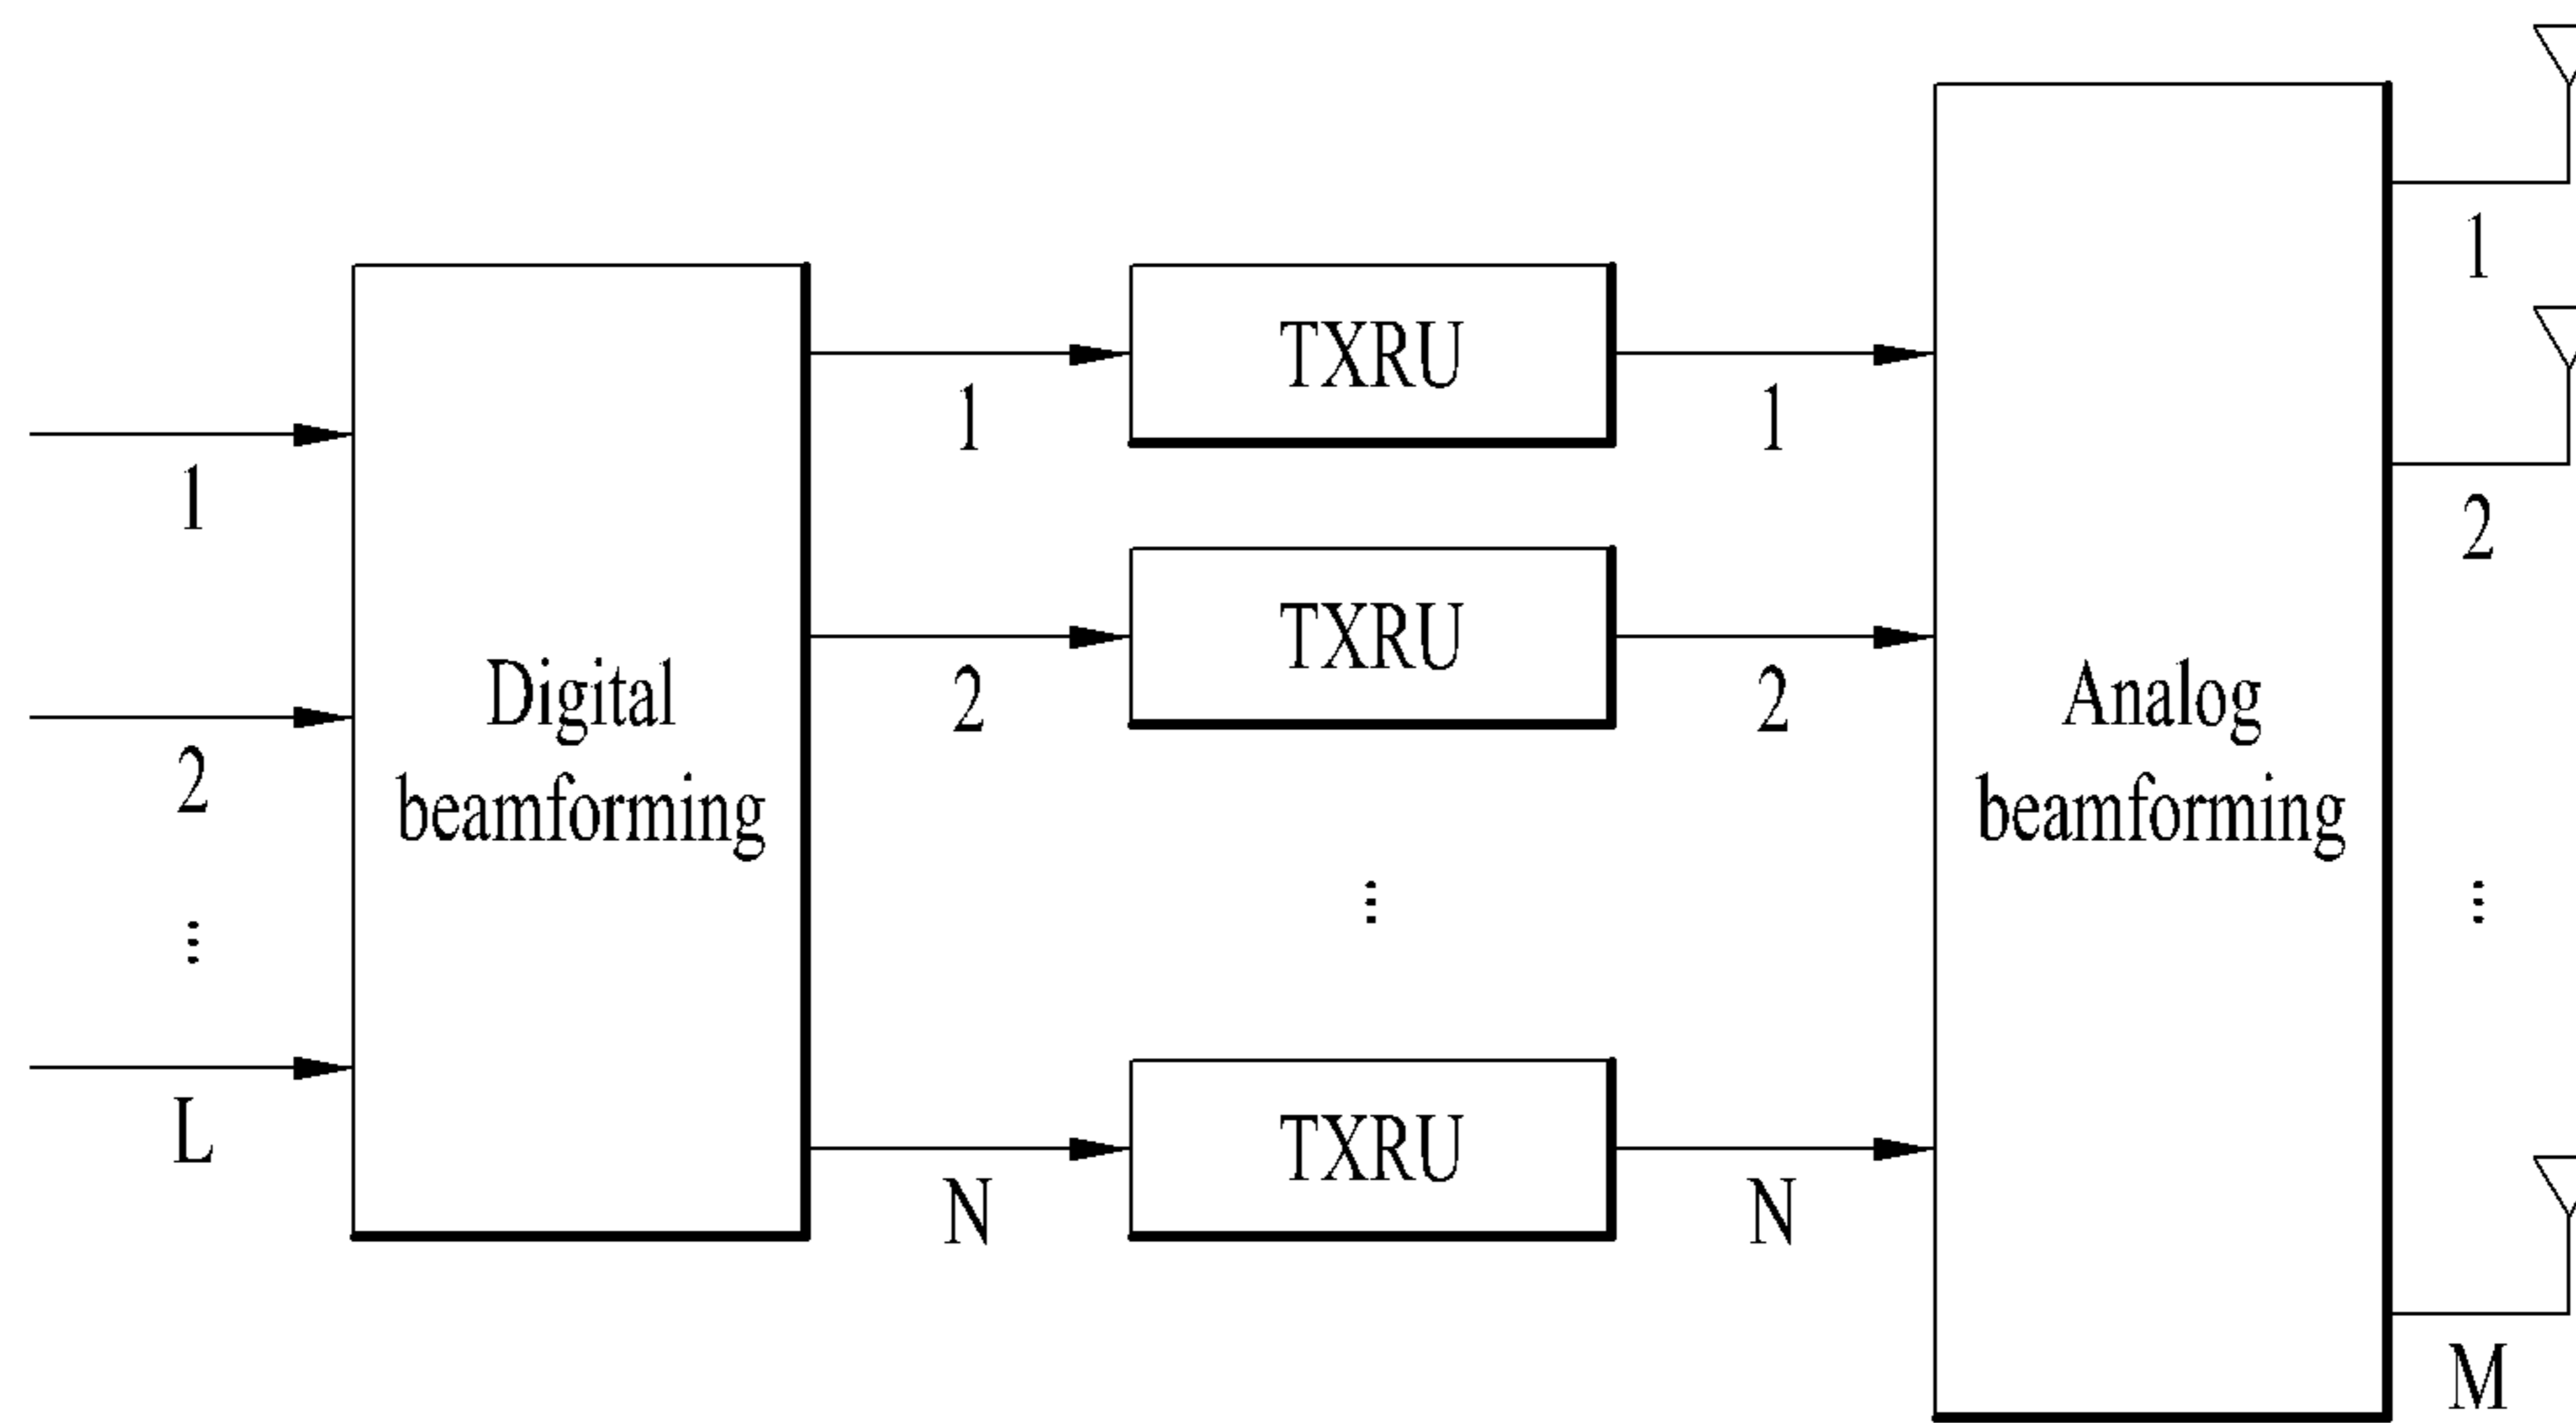 1
2
⋮
L
Digital
beamforming
1
2
N
TXRU
TXRU
⋮
TXRU
1
2
N
Analog
beamforming
1
2
⋮
M